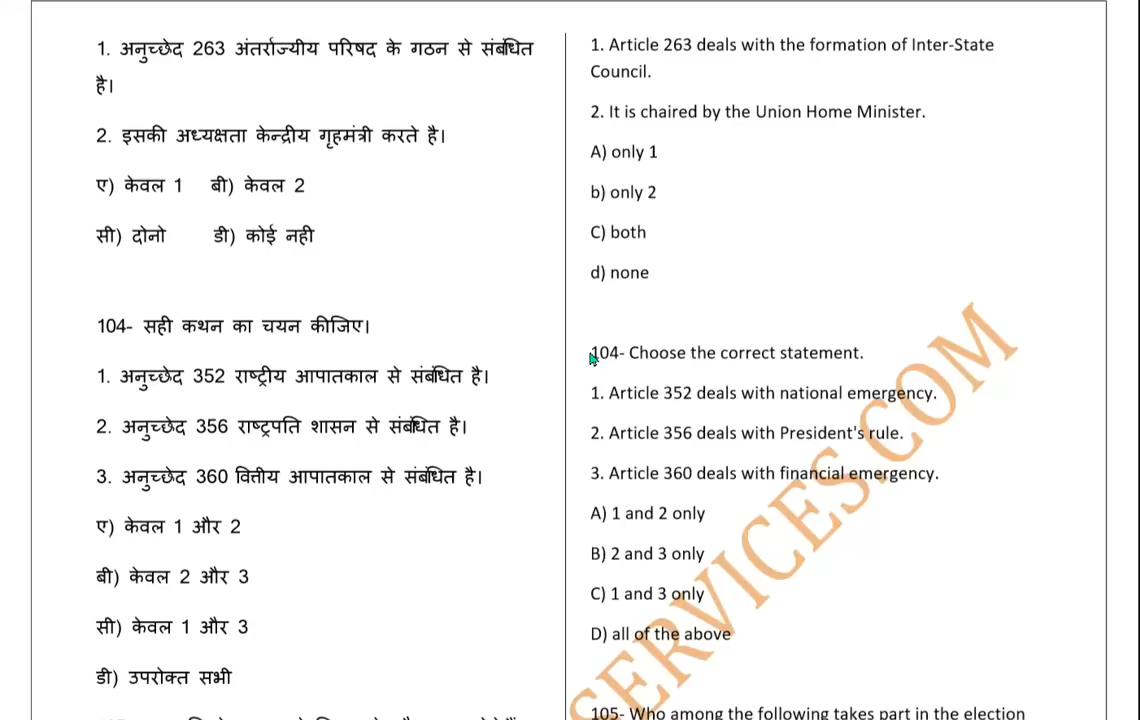 1. अनुच्छेद 263 अंतर्राज्यीय परिषद के गठन से संबंधित
है।
2. इसकी अध्यक्षता केन्द्रीय गृहमंत्री करते है।
ए) केवल 1 बी) केवल 2
सी) दोनो डी) कोई नही
104- सही कथन का चयन कीजिए।
1. अनुच्छेद 352 राष्ट्रीय आपातकाल से संबंधित है।
2. अनुच्छेद 356 राष्ट्रपति शासन से संबंधित है।
3. अनुच्छेद 360 वित्तीय आपातकाल से संबंधित है।
ए) केवल 1 और 2
बी) केवल 2 और 3
सी) केवल 1 और 3
डी) उपरोक्त सभी
1. Article 263 deals with the formation of Inter-State
Council.
2. It is chaired by the Union Home Minister.
A) only 1
b) only 2
C) both
d) none
104- Choose the correct statement.
1. Article 352 deals with national emergency.
2. Article 356 deals with President's rule.
3. Article 360 deals with financial emergency.
A) 1 and 2 only
B) 2 and 3 only
C) 1 and 3 only
D) all of the above
105- Who among the following takes part in the election
SERVICES.COM